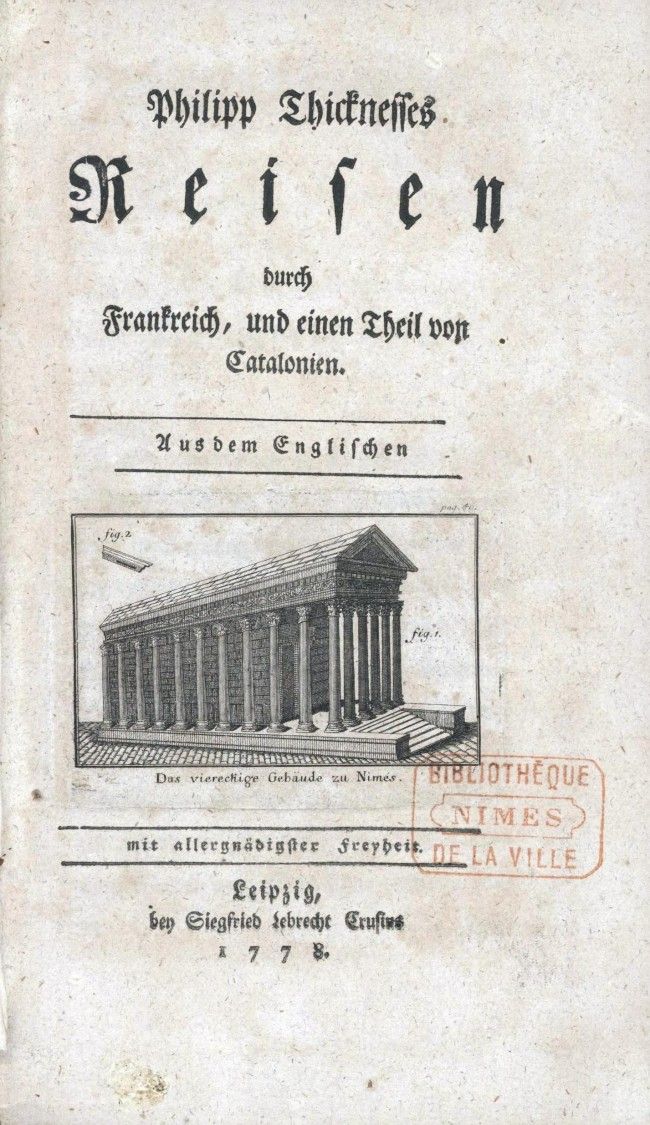 Philipp Thicknesses
Reisen
durch
Frankreich, und einen Theil von
Catalonien.
Aus dem Englischen
pag. 40.
fig. 2
fig. 1.
Das viereckige Gebäude zu Nimes.
mit allergnädigster Freyheit.
BIBLIOTHÈQUE
NIMES
DE LA VILLE
Leipzig,
bey Siegfried Lebrecht Crusius
1778.